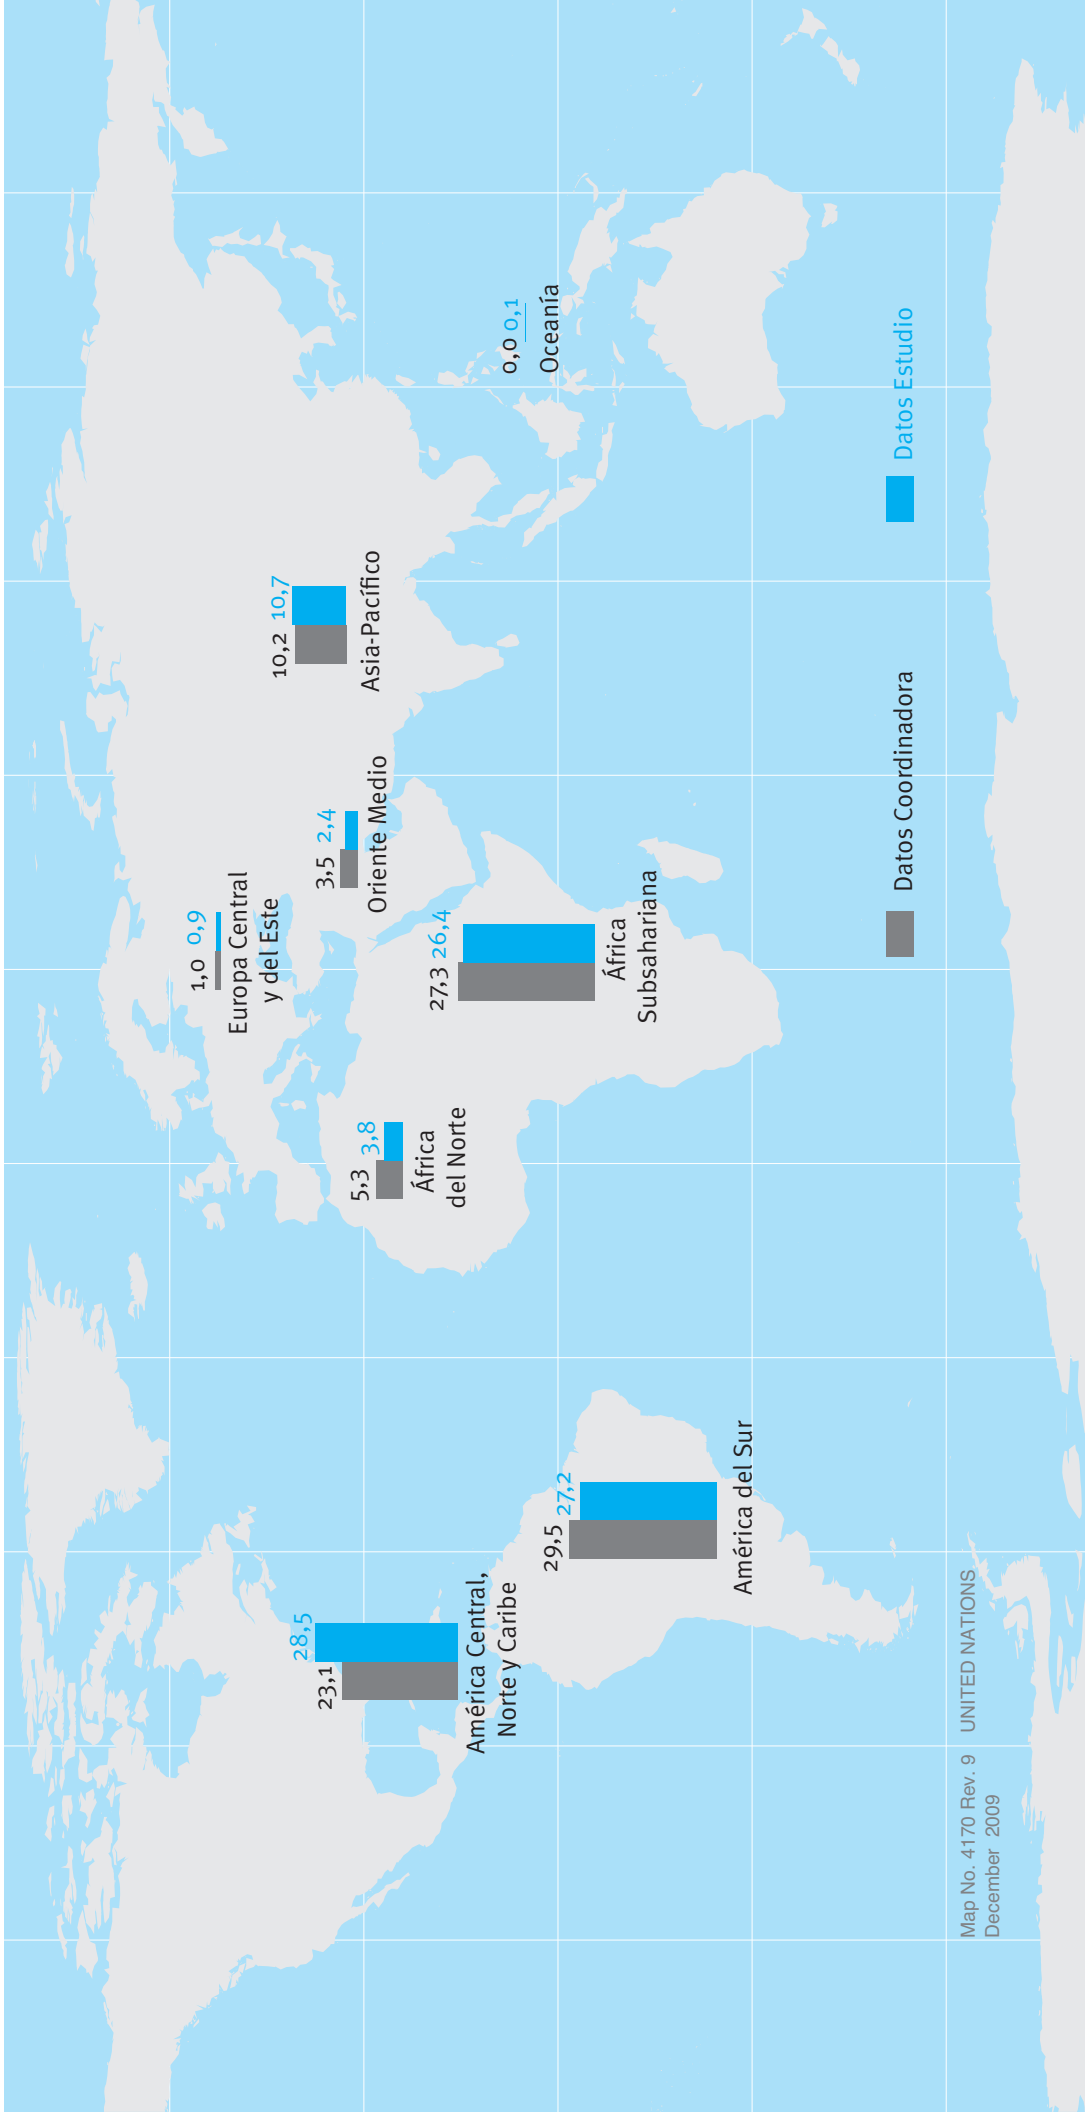 1,0 0,9
Europa Central
y del Este
10,2 10,7
Asia-Pacífico
3,5 2,4
Oriente Medio
23,1 28,5
América Central,
Norte y Caribe
5,3 3,8
África
del Norte
27,3 26,4
África
Subsahariana
0,0 0,1
Oceanía
29,5 27,2
América del Sur
Datos Coordinadora
Datos Estudio
Map No. 4170 Rev. 9 UNITED NATIONS
December 2009